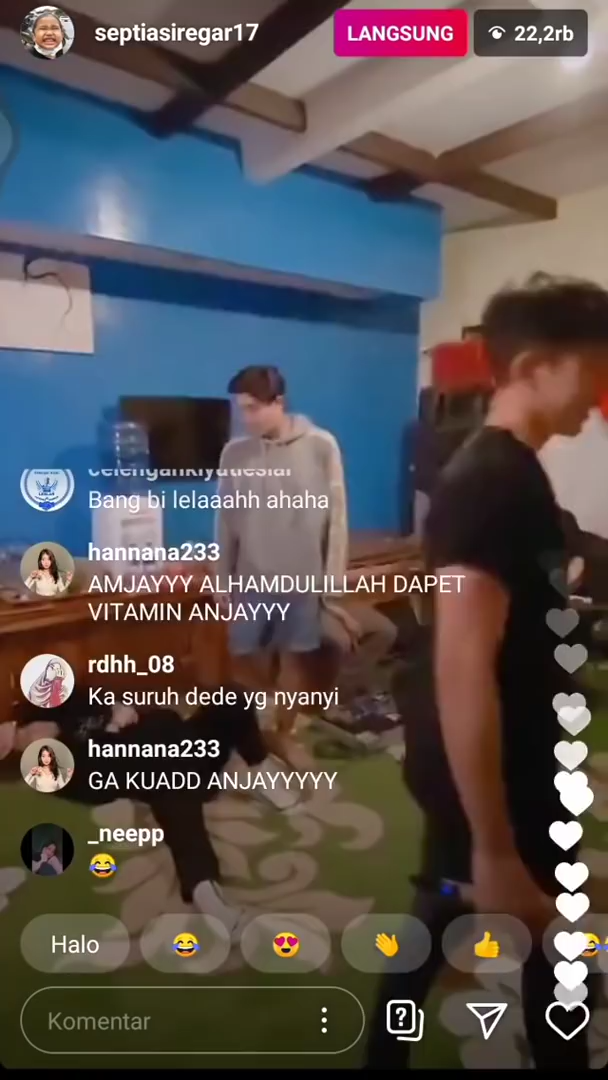 septiasiregar17
LANGSUNG
22,2rb
Bang bi lelaaahh ahaha
hannana233
AMJAYYY ALHAMDULILLAH DAPET
VITAMIN ANJAYYY
rdhh_08
Ka suruh dede yg nyanyi
hannana233
GA KUADD ANJAYYYYY
_neepp
😂
Halo
😂 😍 👋 👍
Komentar